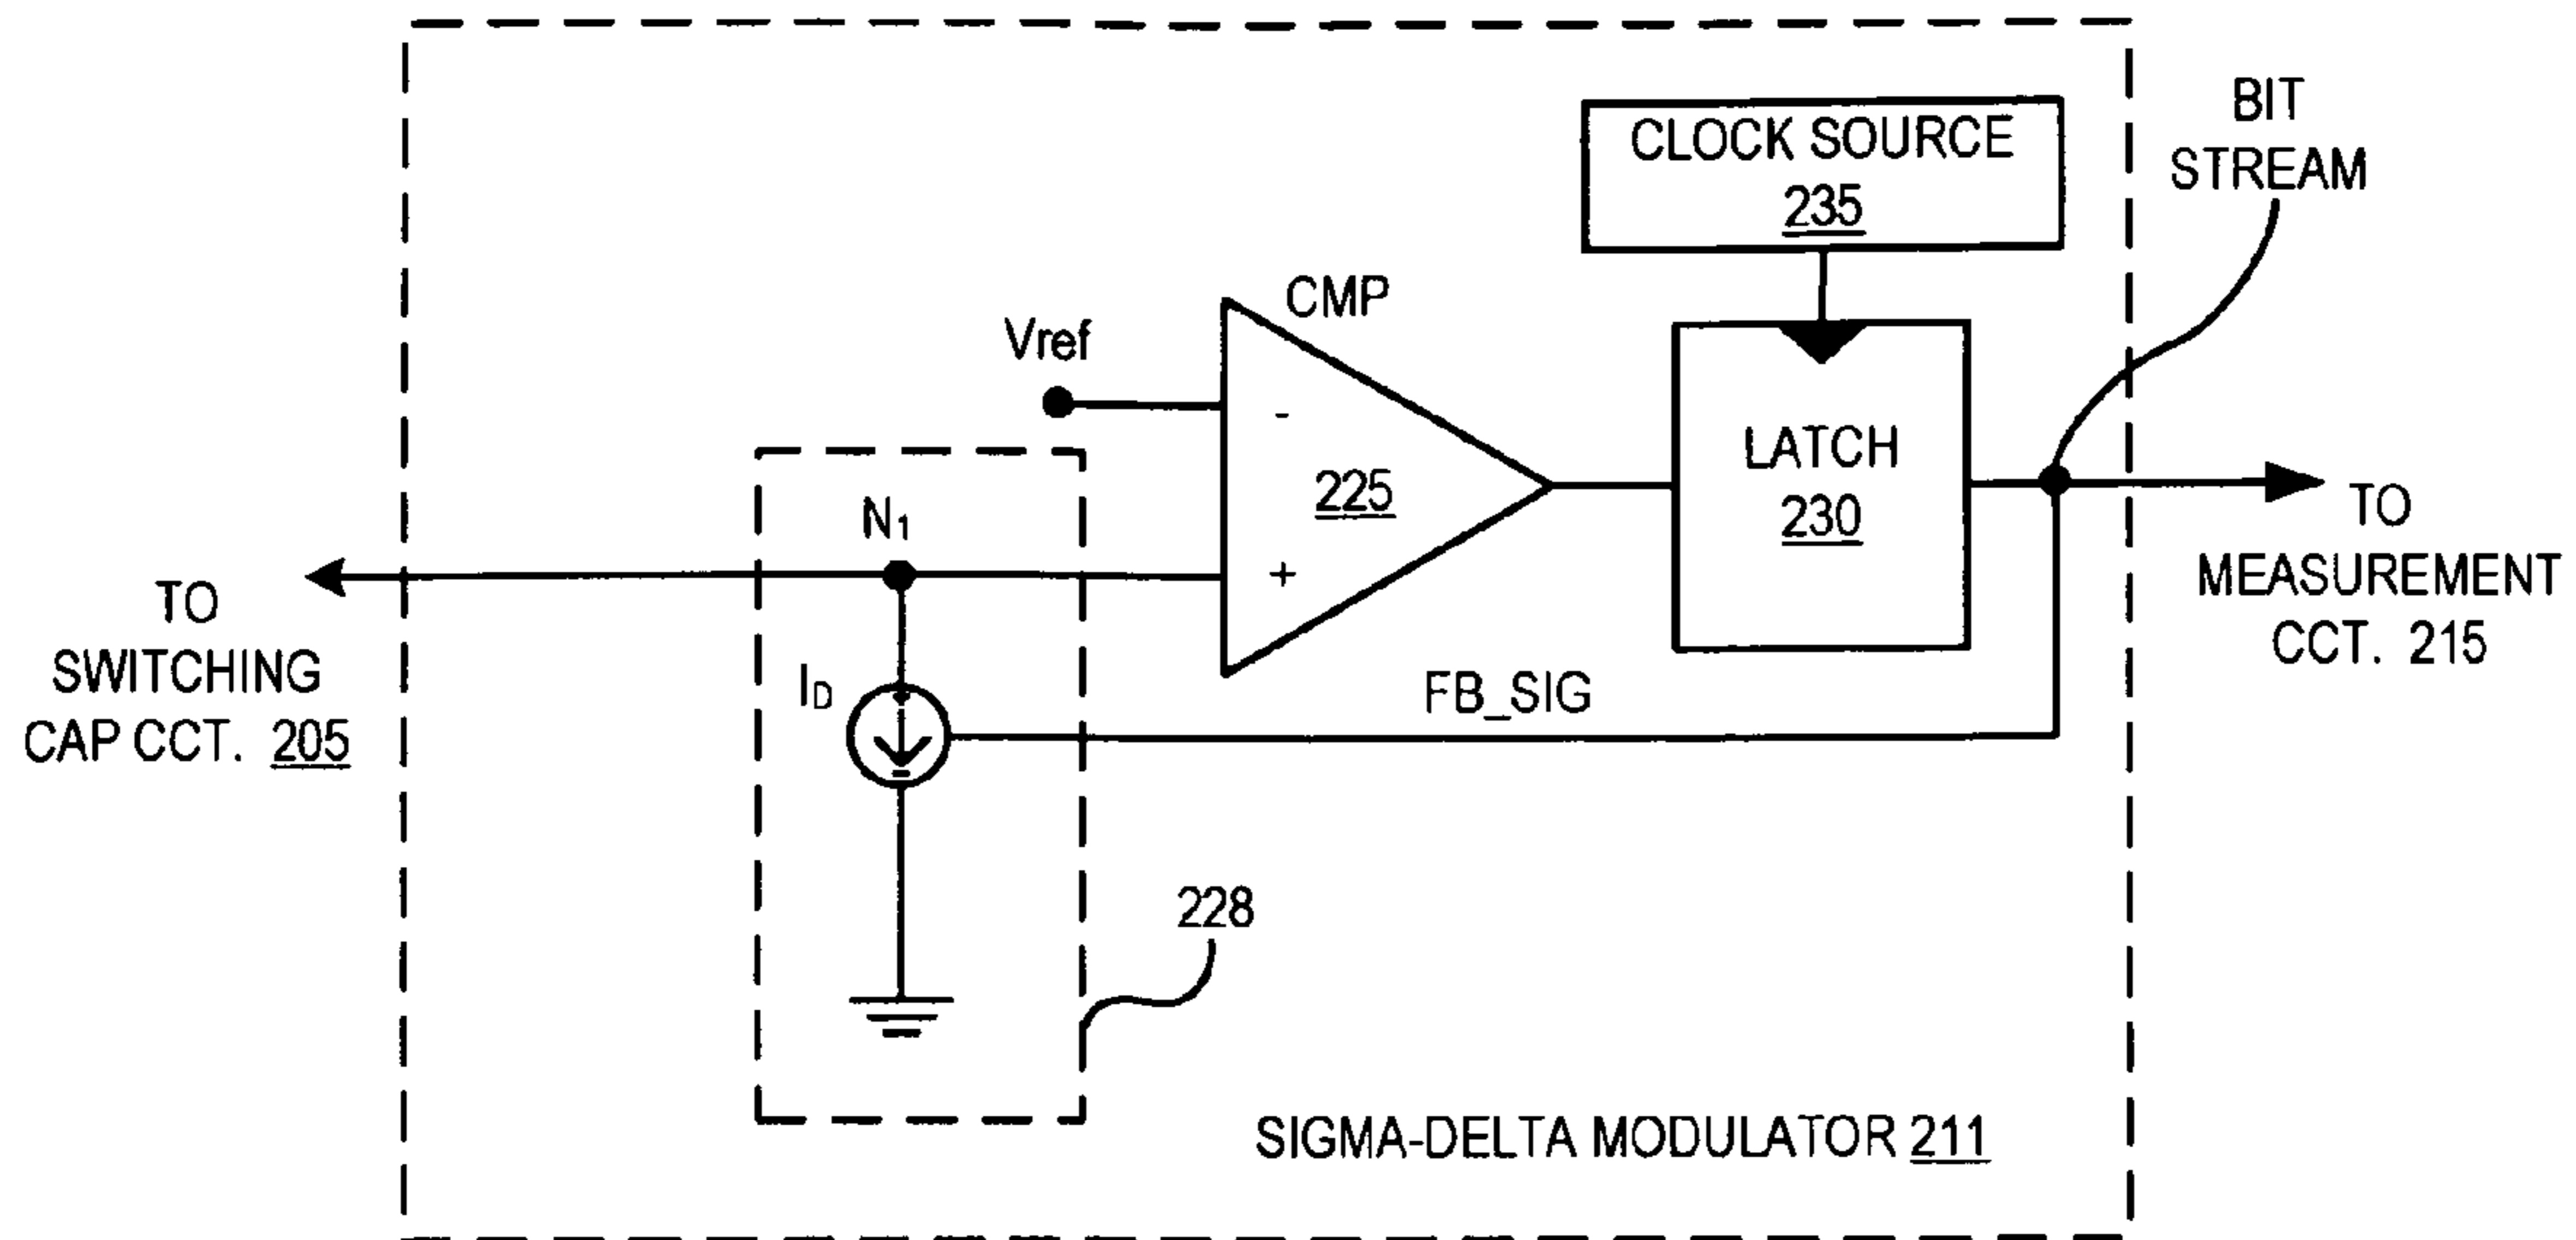 BIT
STREAM
CLOCK SOURCE
235
CMP
Vref
-
225
+
LATCH
230
N1
TO
SWITCHING
CAP CCT. 205
ID
FB_SIG
TO
MEASUREMENT
CCT. 215
228
SIGMA-DELTA MODULATOR 211